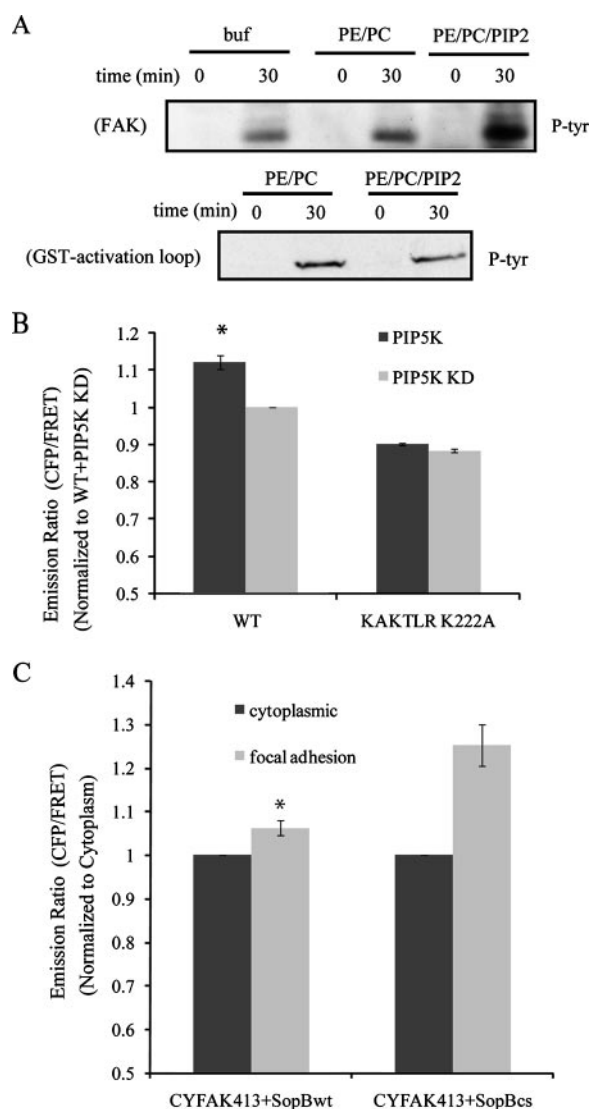 A
buf PE/PC PE/PC/PIP2
time (min) 0 30 0 30 0 30
(FAK) P-tyr
PE/PC PE/PC/PIP2
time (min) 0 30 0 30
(GST-activation loop) P-tyr
B
Emission Ratio (CFP/FRET)
(Normalized to WT+PIP5K KD)
1.2
1.1
1
0.9
0.8
0.7
0.6
0.5
*
PIP5K
PIP5K KD
WT KAKTLR K222A
C
Emission Ratio (CFP/FRET)
(Normalized to Cytoplasm)
1.4
1.3
1.2
1.1
1
0.9
0.8
0.7
0.6
0.5
cytoplasmic
focal adhesion
*
CYFAK413+SopBwt CYFAK413+SopBcs